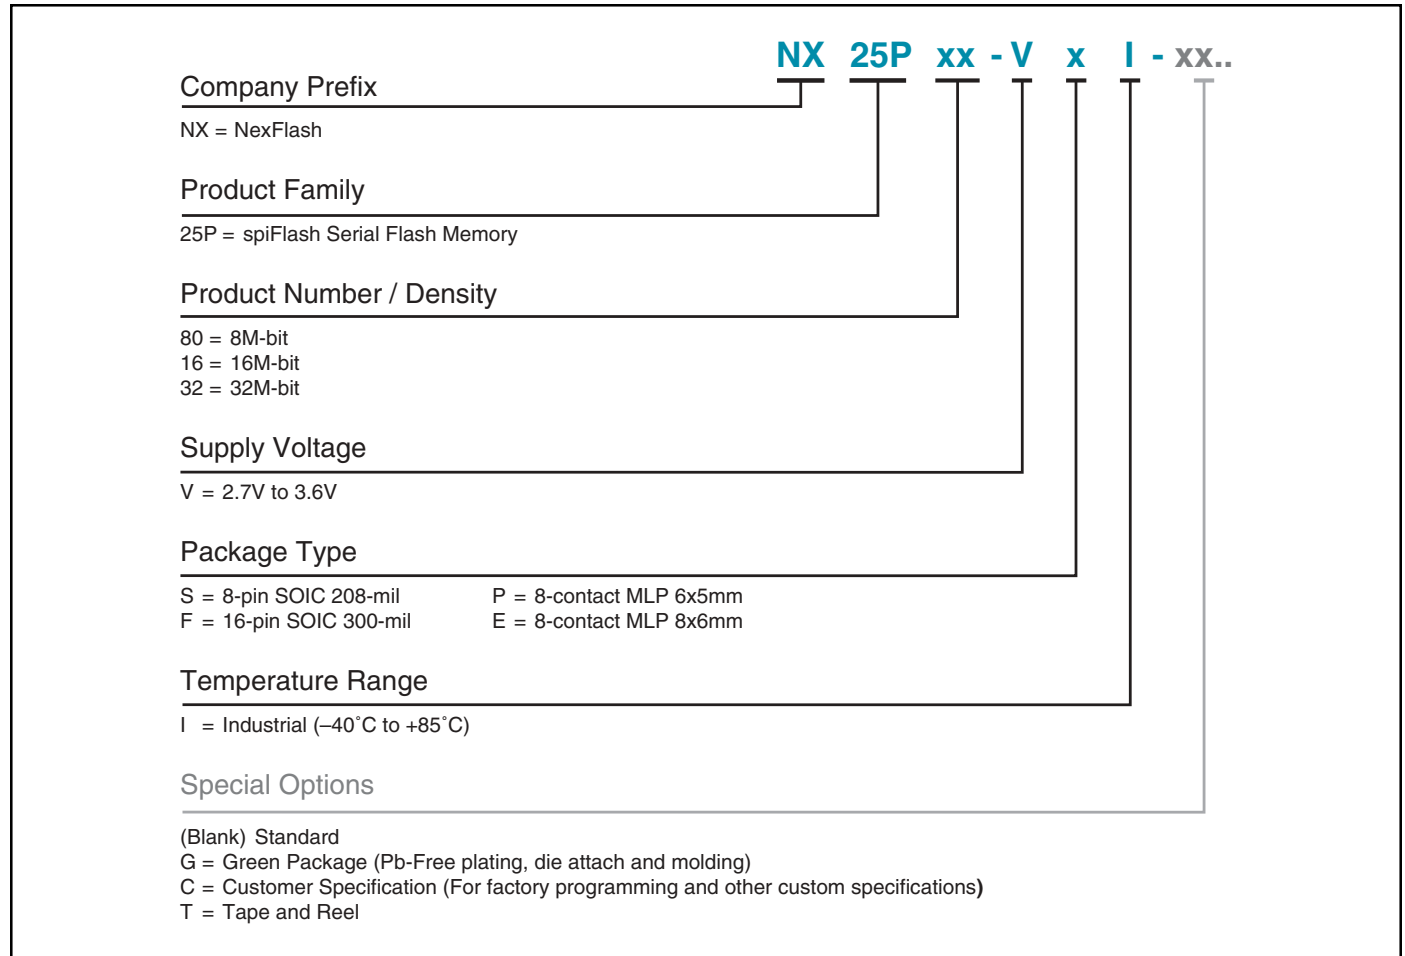 NX 25P xx - V x I - xx..
Company Prefix
NX = NexFlash
Product Family
25P = spiFlash Serial Flash Memory
Product Number / Density
80 = 8M-bit
16 = 16M-bit
32 = 32M-bit
Supply Voltage
V = 2.7V to 3.6V
Package Type
S = 8-pin SOIC 208-mil P = 8-contact MLP 6x5mm
F = 16-pin SOIC 300-mil E = 8-contact MLP 8x6mm
Temperature Range
I = Industrial (–40˚C to +85˚C)
Special Options
(Blank) Standard
G = Green Package (Pb-Free plating, die attach and molding)
C = Customer Specification (For factory programming and other custom specifications)
T = Tape and Reel